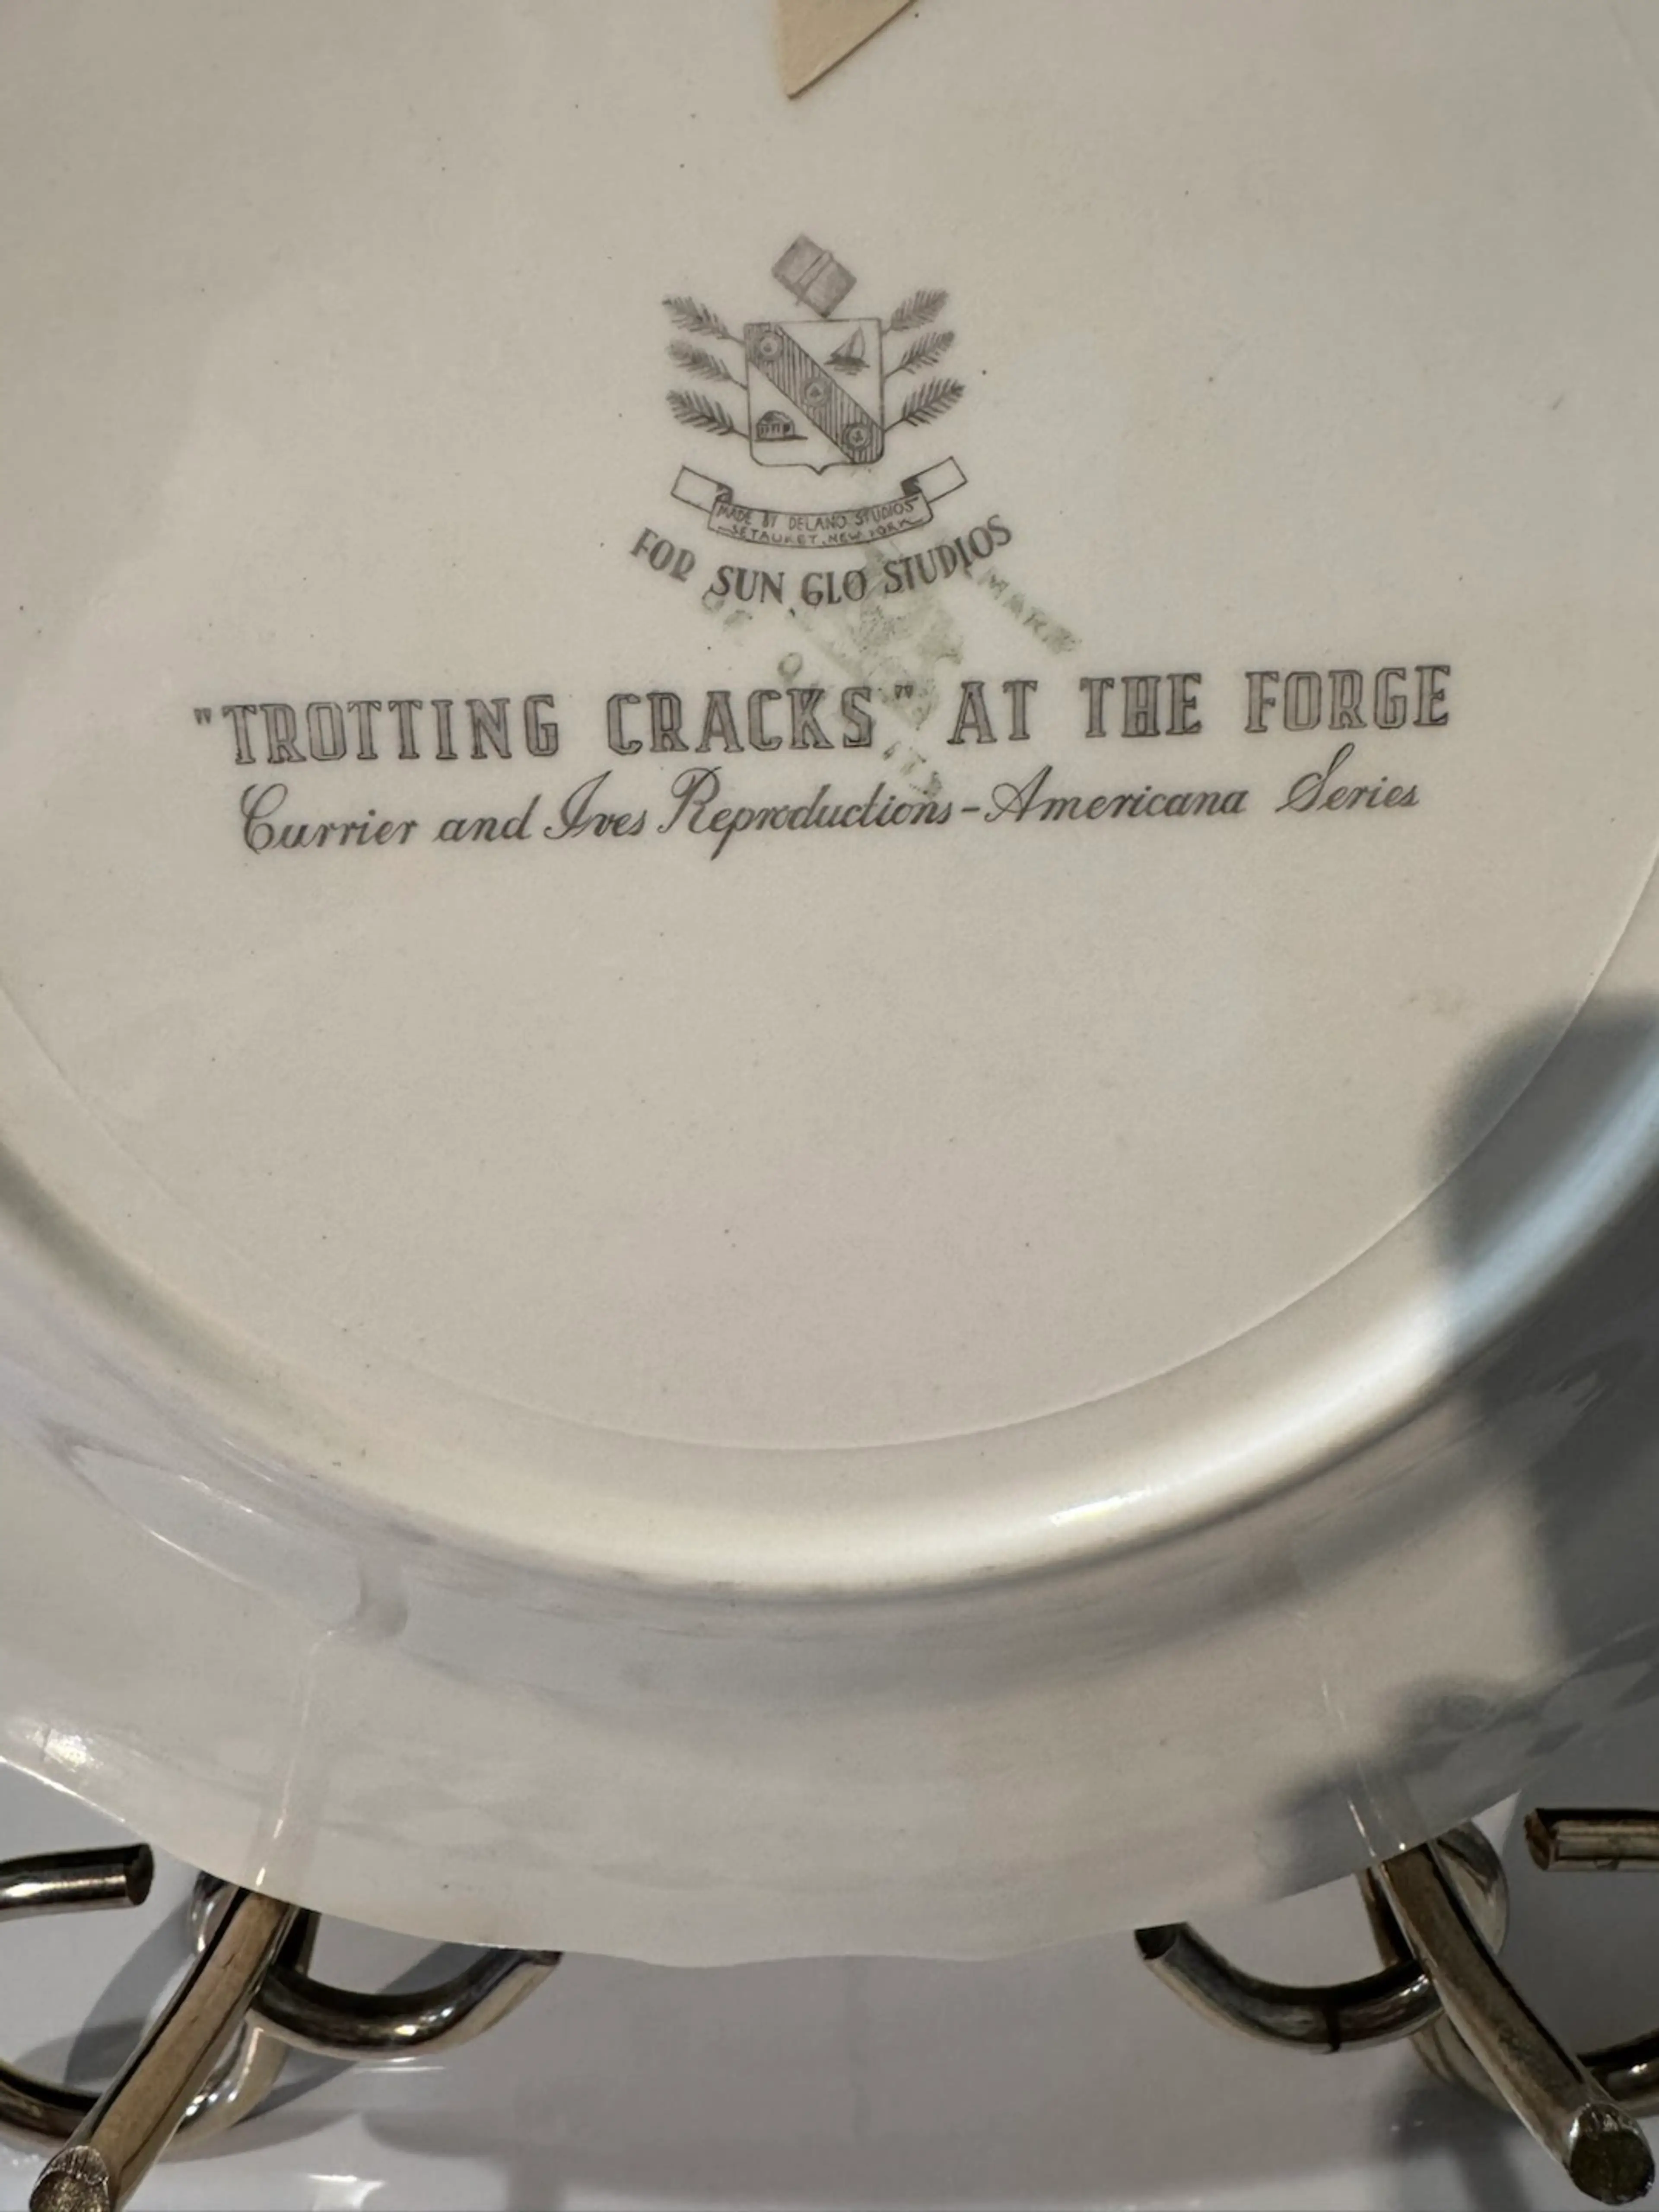 MADE BY DELANO STUDIOS
SETAUKET, NEW YORK
FOR SUN GLO STUDIOS
MARK
"TROTTING CRACKS" AT THE FORGE
Currier and Ives Reproductions-Americana Series